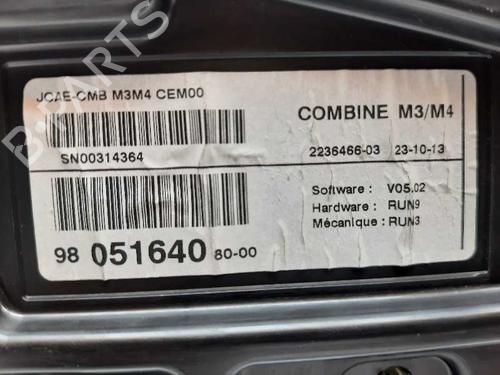 JCAE-CMB M3M4 CEM00
SN00314364
98 051640 80-00
COMBINE M3/M4
2236466-03 23-10-13
Software : V05.02
Hardware : RUN9
Mécanique : RUN3
B-PARTS